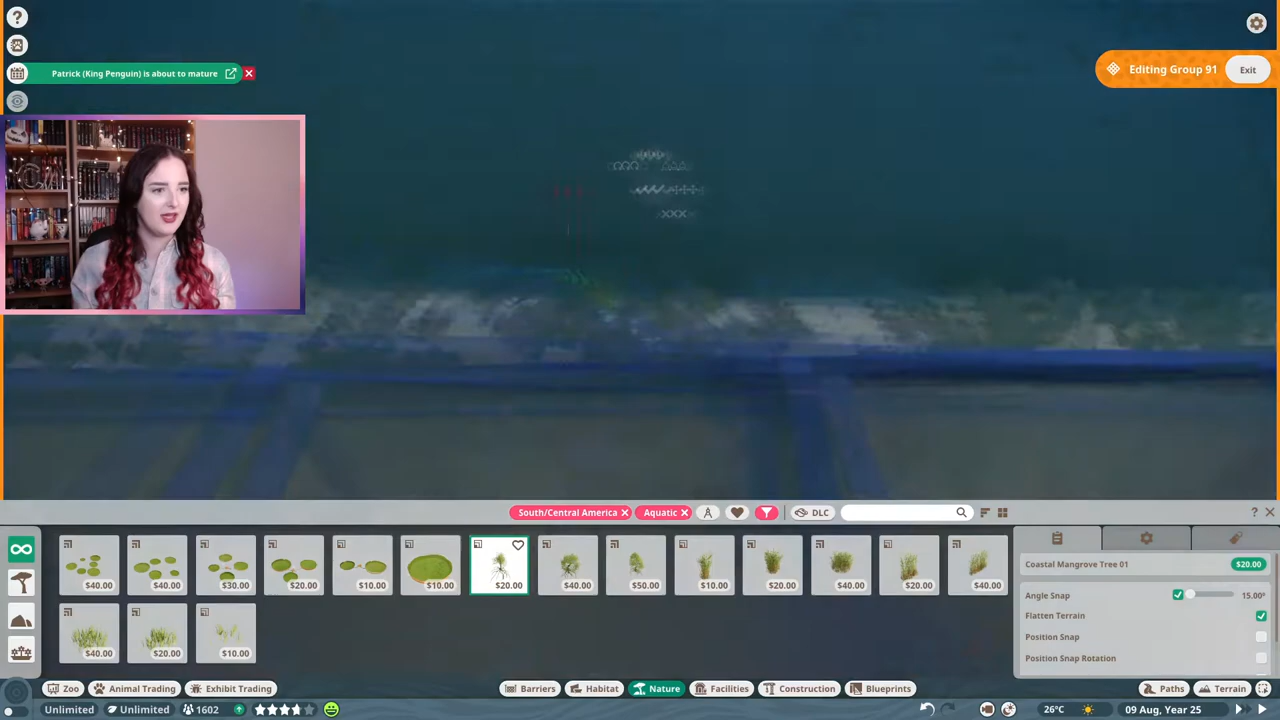 ?
Patrick (King Penguin) is about to mature
Editing Group 91
Exit
South/Central America ×
Aquatic ×
DLC
? ×
$40.00
$40.00
$30.00
$20.00
$10.00
$10.00
$20.00
$40.00
$50.00
$10.00
$20.00
$40.00
$20.00
$40.00
$40.00
$20.00
$10.00
Coastal Mangrove Tree 01
$20.00
Angle Snap
15.00°
Flatten Terrain
Position Snap
Position Snap Rotation
Zoo
Animal Trading
Exhibit Trading
Barriers
Habitat
Nature
Facilities
Construction
Blueprints
Paths
Terrain
Unlimited
Unlimited
1602
26°C
09 Aug, Year 25